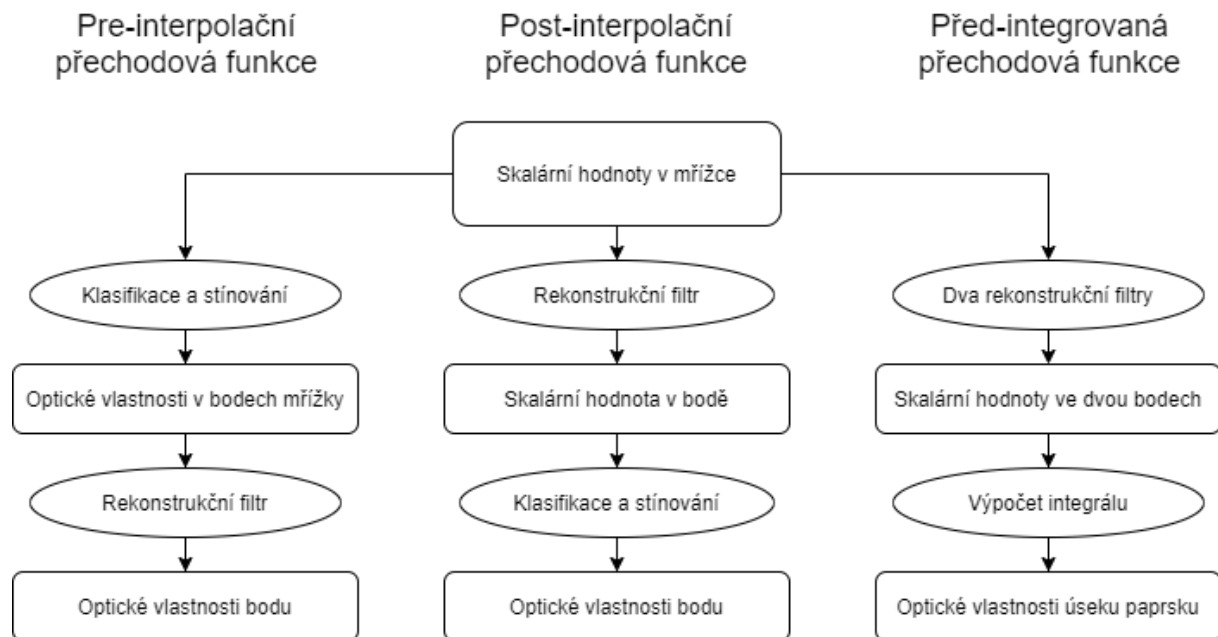 Pre-interpolační
přechodová funkce
Post-interpolační
přechodová funkce
Před-integrovaná
přechodová funkce
Skalární hodnoty v mřížce
Klasifikace a stínování
Rekonstrukční filtr
Dva rekonstrukční filtry
Optické vlastnosti v bodech mřížky
Skalární hodnota v bodě
Skalární hodnoty ve dvou bodech
Rekonstrukční filtr
Klasifikace a stínování
Výpočet integrálu
Optické vlastnosti bodu
Optické vlastnosti bodu
Optické vlastnosti úseku paprsku